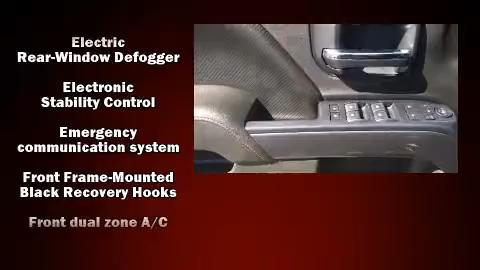 Electric
Rear-Window Defogger
Electronic
Stability Control
Emergency
communication system
Front Frame-Mounted
Black Recovery Hooks
Front dual zone A/C